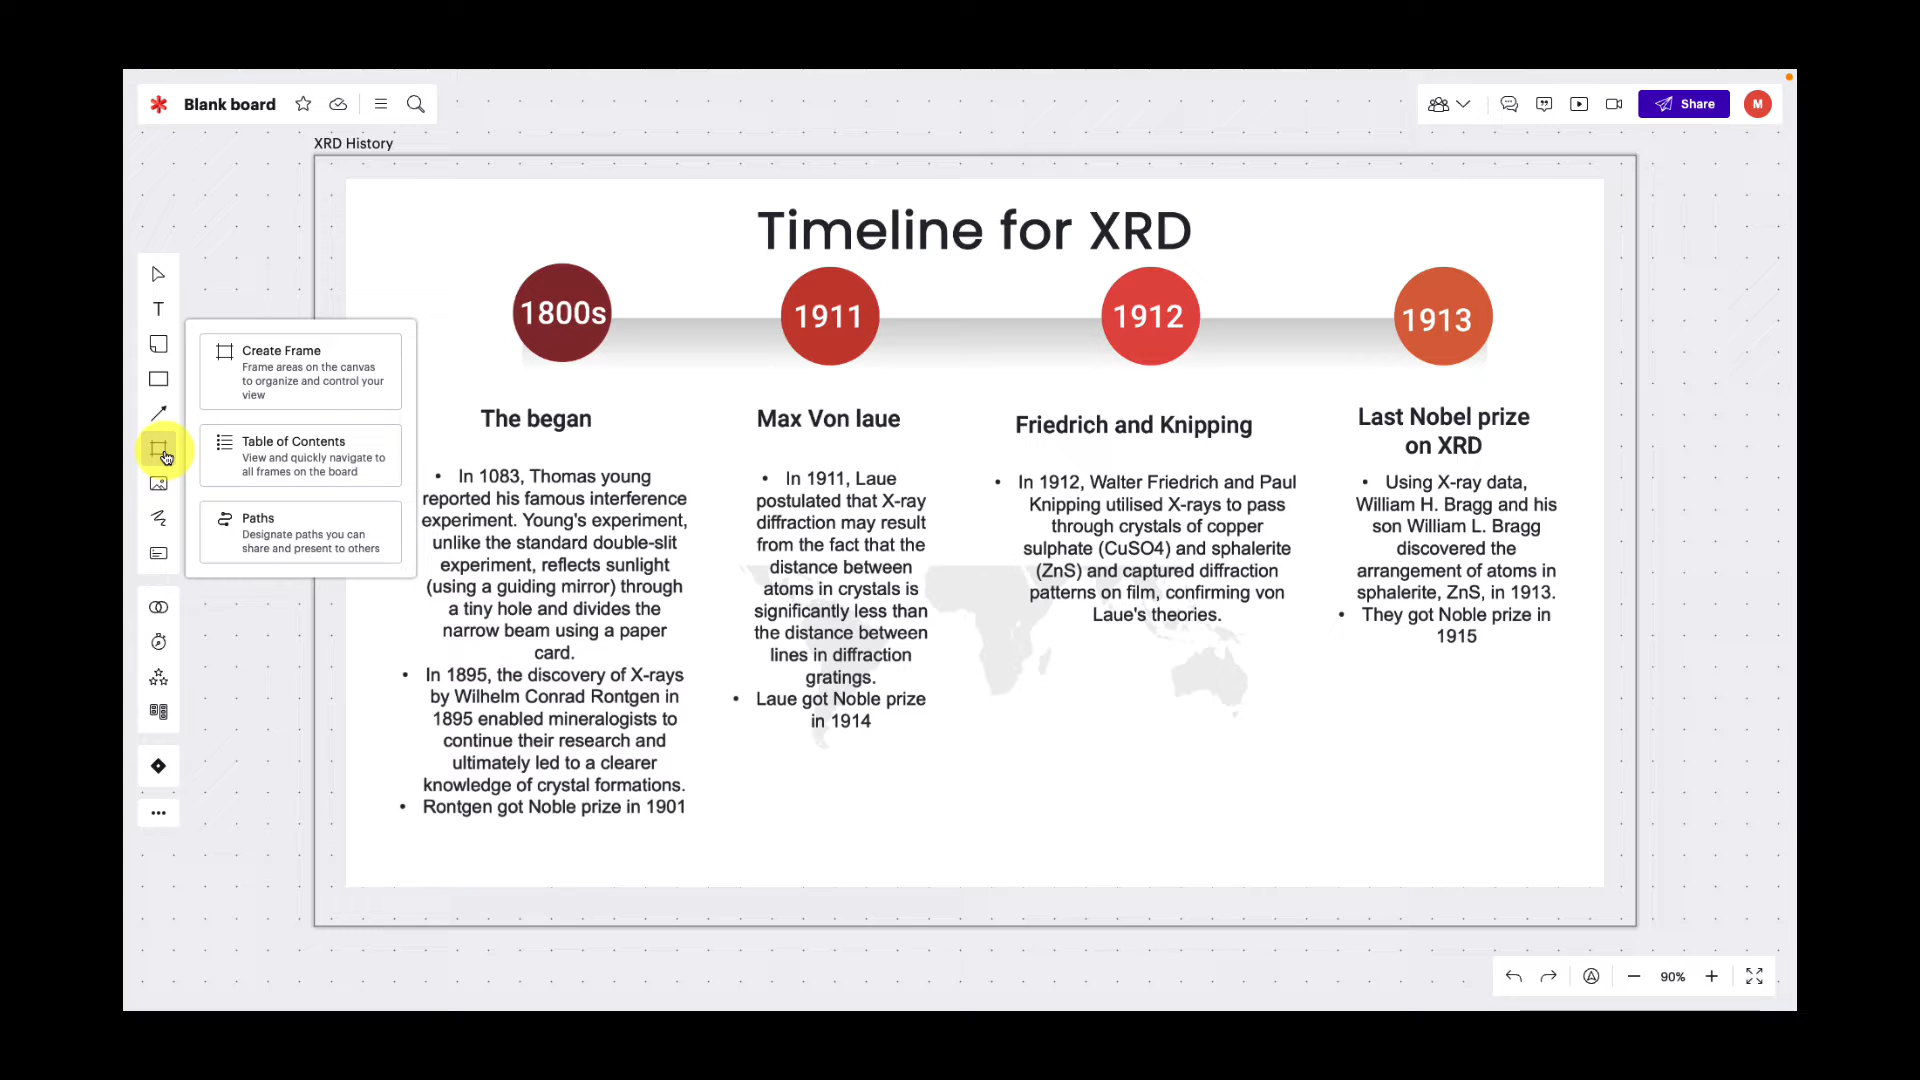 Blank board
Share
M
XRD History
Timeline for XRD
1800s
1911
1912
1913
T
Create Frame
Frame areas on the canvas
to organize and control your
view
Table of Contents
View and quickly navigate to
all frames on the board
Paths
Designate paths you can
share and present to others
The began
• In 1083, Thomas young
reported his famous interference
experiment. Young's experiment,
unlike the standard double-slit
experiment, reflects sunlight
(using a guiding mirror) through
a tiny hole and divides the
narrow beam using a paper
card.
• In 1895, the discovery of X-rays
by Wilhelm Conrad Rontgen in
1895 enabled mineralogists to
continue their research and
ultimately led to a clearer
knowledge of crystal formations.
• Rontgen got Noble prize in 1901
Max Von laue
• In 1911, Laue
postulated that X-ray
diffraction may result
from the fact that the
distance between
atoms in crystals is
significantly less than
the distance between
lines in diffraction
gratings.
• Laue got Noble prize
in 1914
Friedrich and Knipping
• In 1912, Walter Friedrich and Paul
Knipping utilised X-rays to pass
through crystals of copper
sulphate (CuSO4) and sphalerite
(ZnS) and captured diffraction
patterns on film, confirming von
Laue's theories.
Last Nobel prize
on XRD
• Using X-ray data,
William H. Bragg and his
son William L. Bragg
discovered the
arrangement of atoms in
sphalerite, ZnS, in 1913.
• They got Noble prize in
1915
90%